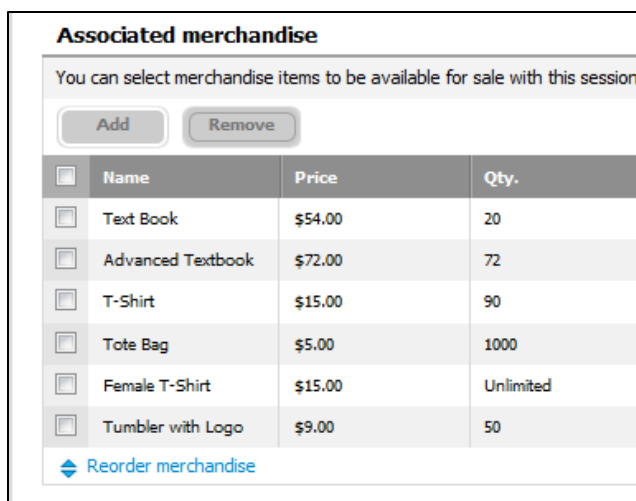 Associated merchandise
You can select merchandise items to be available for sale with this session
Add Remove
Name Price Qty.
Text Book $54.00 20
Advanced Textbook $72.00 72
T-Shirt $15.00 90
Tote Bag $5.00 1000
Female T-Shirt $15.00 Unlimited
Tumbler with Logo $9.00 50
Reorder merchandise